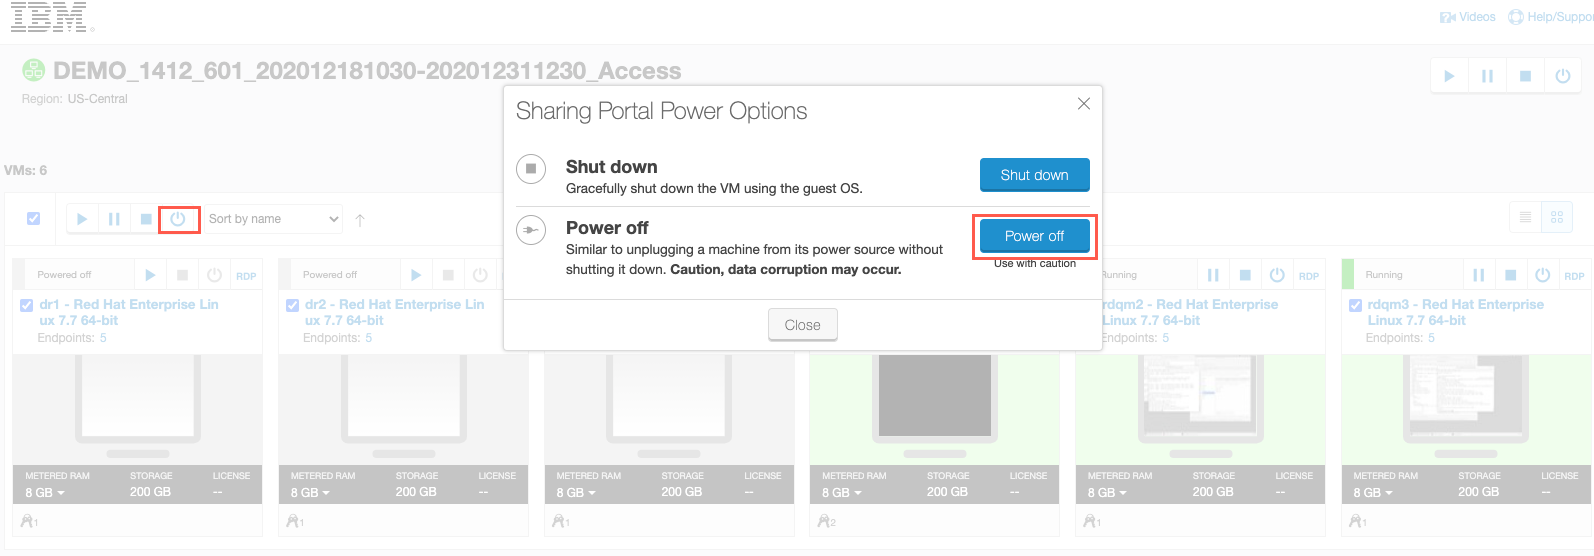 IBM
Videos
Help/Suppor
DEMO_1412_601_202012181030-202012311230_Access
Region: US-Central
Sharing Portal Power Options
Shut down
Gracefully shut down the VM using the guest OS.
Shut down
Power off
Similar to unplugging a machine from its power source without
shutting it down. Caution, data corruption may occur.
Power off
Use with caution
Close
VMs: 6
Sort by name
Powered off
RDP
dr1 - Red Hat Enterprise Lin
ux 7.7 64-bit
Endpoints: 5
METERED RAM STORAGE LICENSE
8 GB 200 GB --
1
Powered off
dr2 - Red Hat Enterprise Lin
ux 7.7 64-bit
Endpoints: 5
METERED RAM STORAGE LICENSE
8 GB 200 GB --
1
METERED RAM STORAGE LICENSE
8 GB 200 GB --
1
METERED RAM STORAGE LICENSE
8 GB 200 GB --
2
Running
RDP
rdqm2 - Red Hat Enterprise
Linux 7.7 64-bit
Endpoints: 5
METERED RAM STORAGE LICENSE
8 GB 200 GB --
1
Running
RDP
rdqm3 - Red Hat Enterprise
Linux 7.7 64-bit
Endpoints: 5
METERED RAM STORAGE LICENSE
8 GB 200 GB --
1